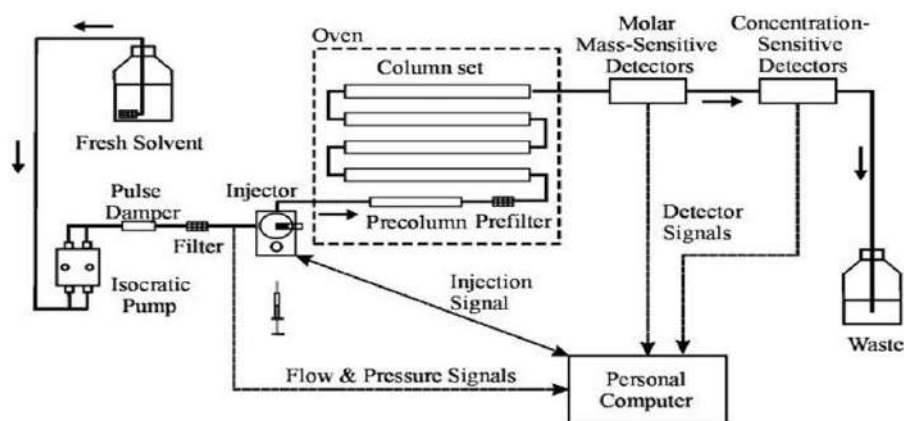 Oven
Column set
Molar
Mass-Sensitive
Detectors
Concentration-
Sensitive
Detectors
Fresh Solvent
Pulse
Damper
Filter
Injector
Precolumn
Prefilter
Isocratic
Pump
Injection
Signal
Detector
Signals
Waste
Flow & Pressure Signals
Personal
Computer